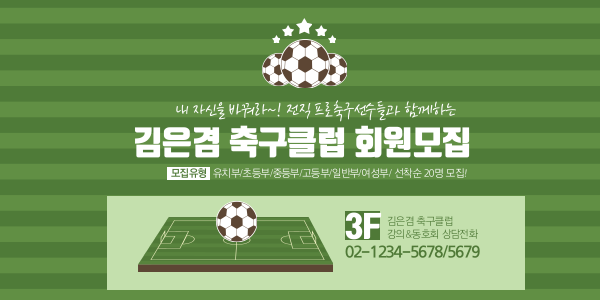 내 자신을 바꿔라~! 전직 프로축구선수들과 함께하는
김은겸 축구클럽 회원모집
모집유형 유치부/초등부/중등부/고등부/일반부/여성부/ 선착순 20명 모집!
3F 김은겸 축구클럽
강의&동호회 상담전화
02-1234-5678/5679